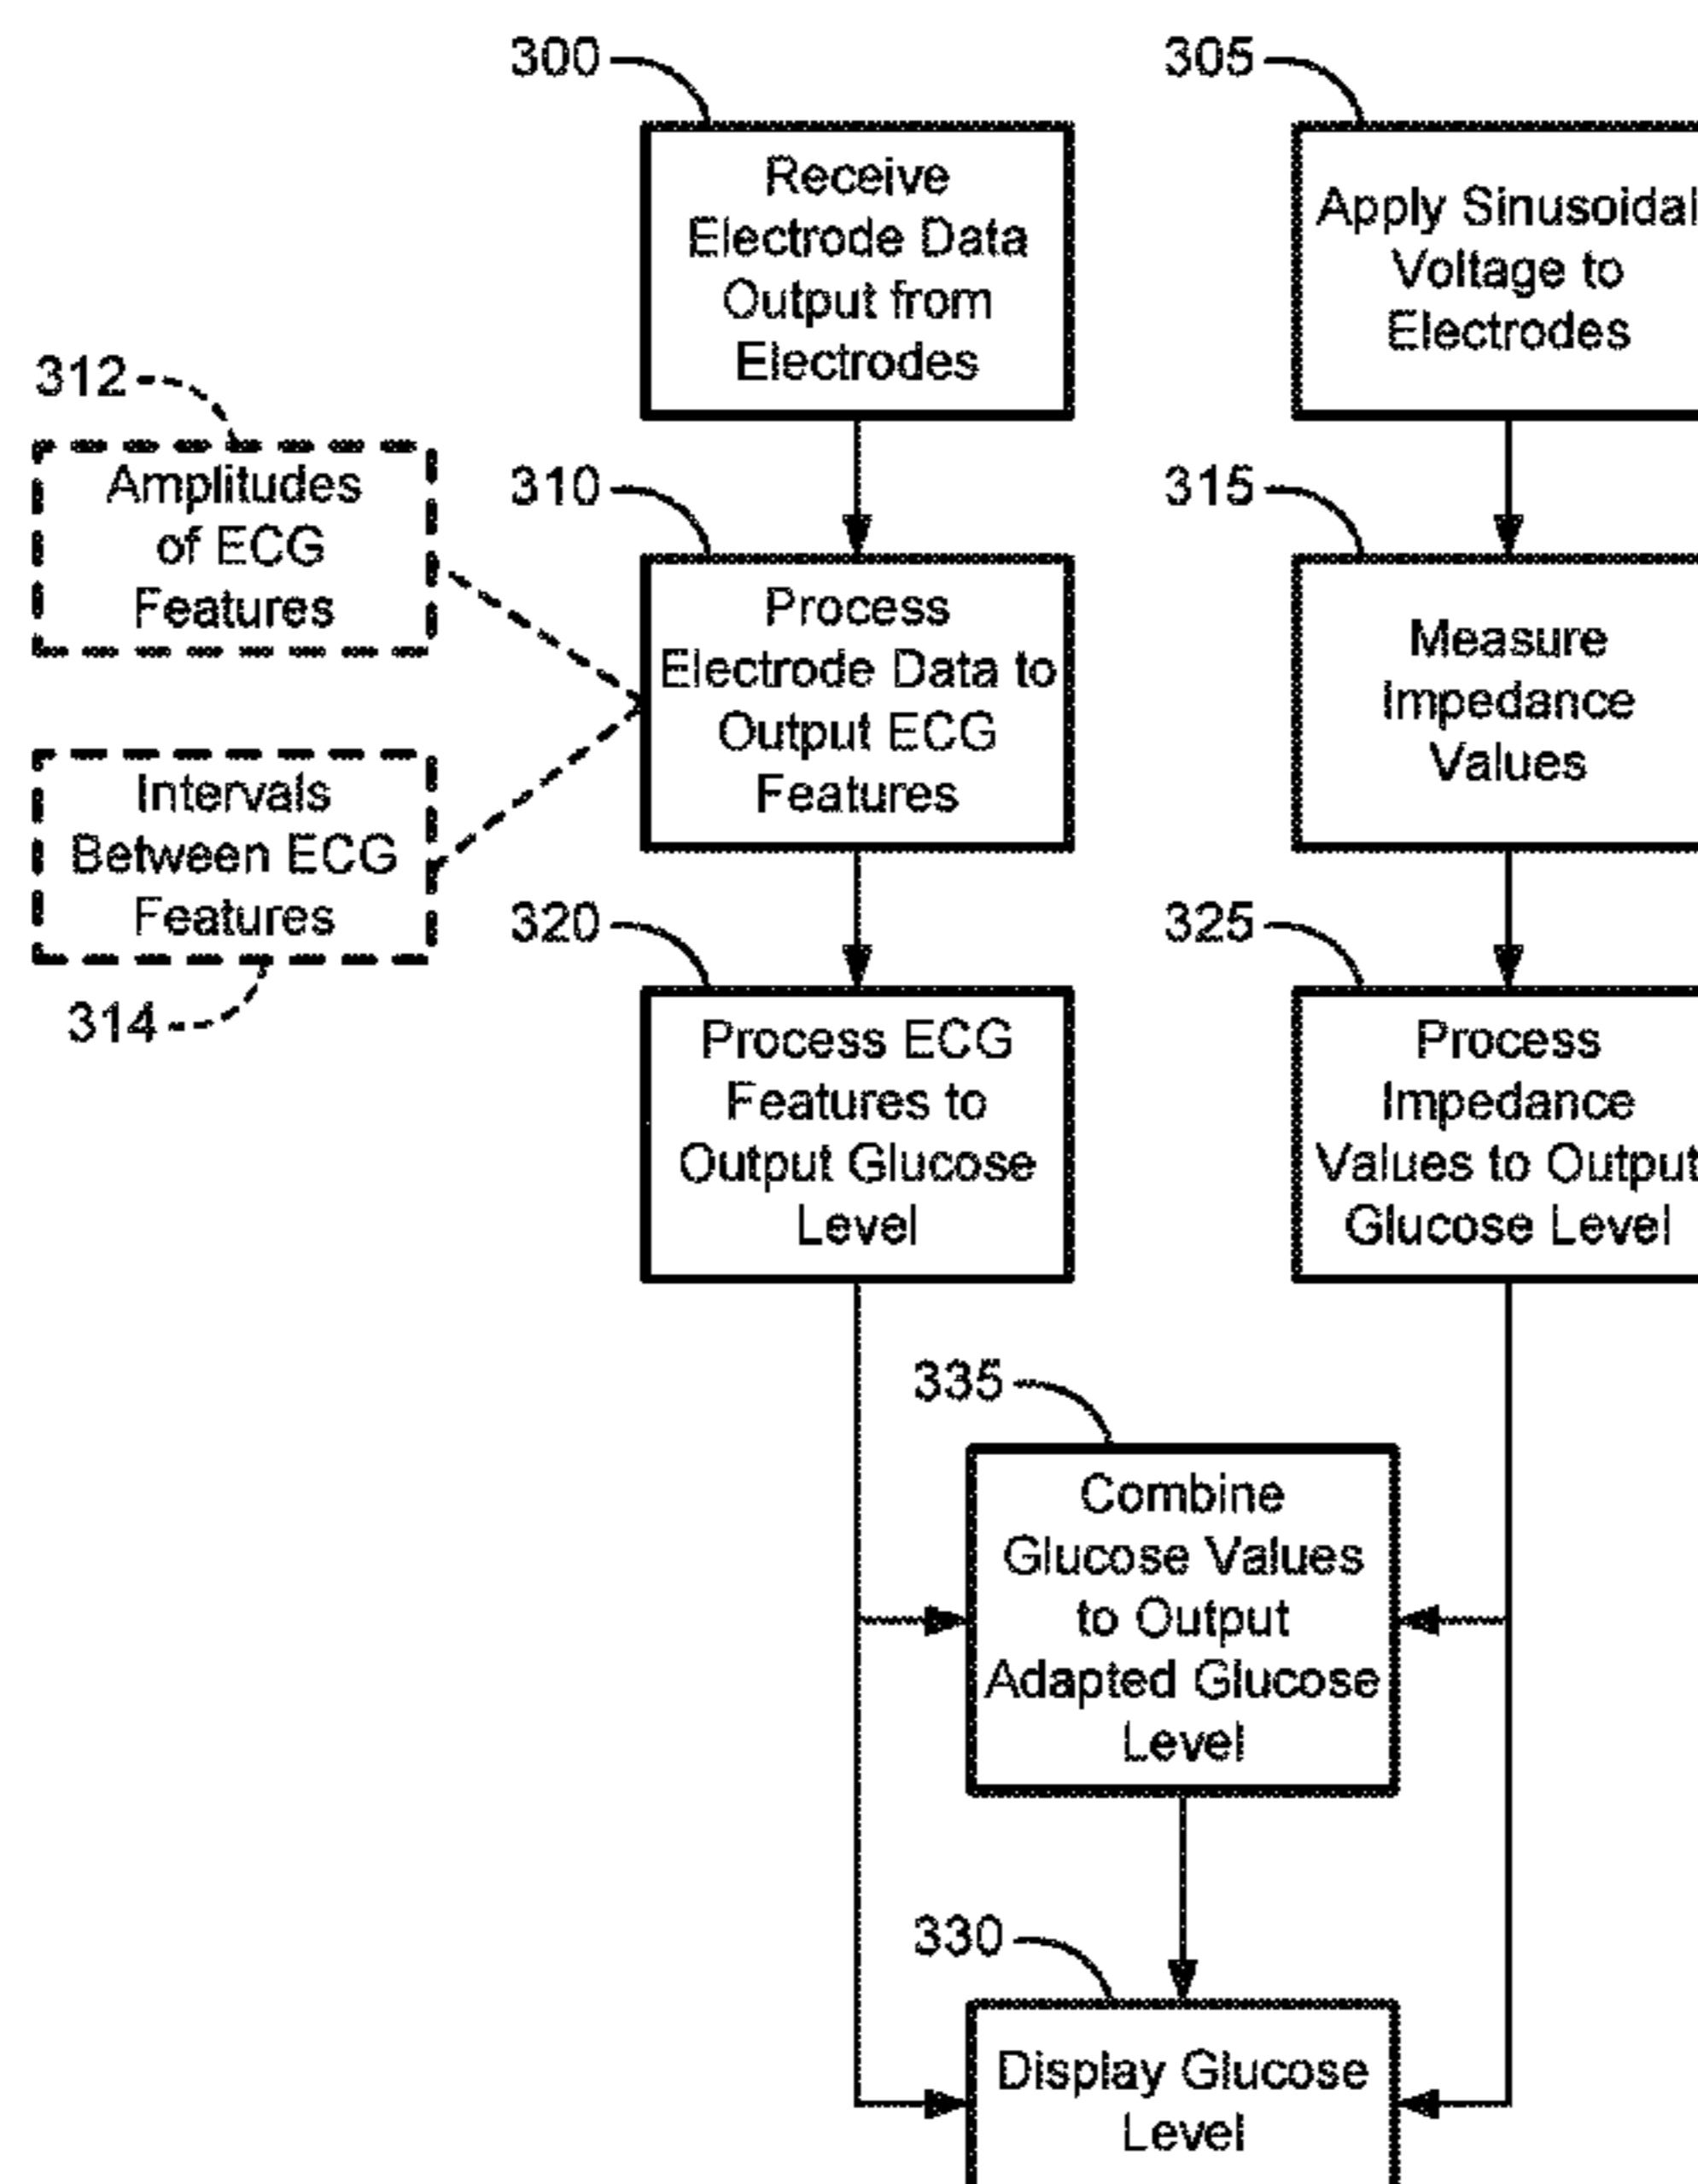 300
305
Receive
Electrode Data
Output from
Electrodes
Apply Sinusoidal
Voltage to
Electrodes
312
Amplitudes
of ECG
Features
310
315
Process
Electrode Data to
Output ECG
Features
Measure
Impedance
Values
Intervals
Between ECG
Features
314
320
325
Process ECG
Features to
Output Glucose
Level
Process
Impedance
Values to Output
Glucose Level
335
Combine
Glucose Values
to Output
Adapted Glucose
Level
330
Display Glucose
Level